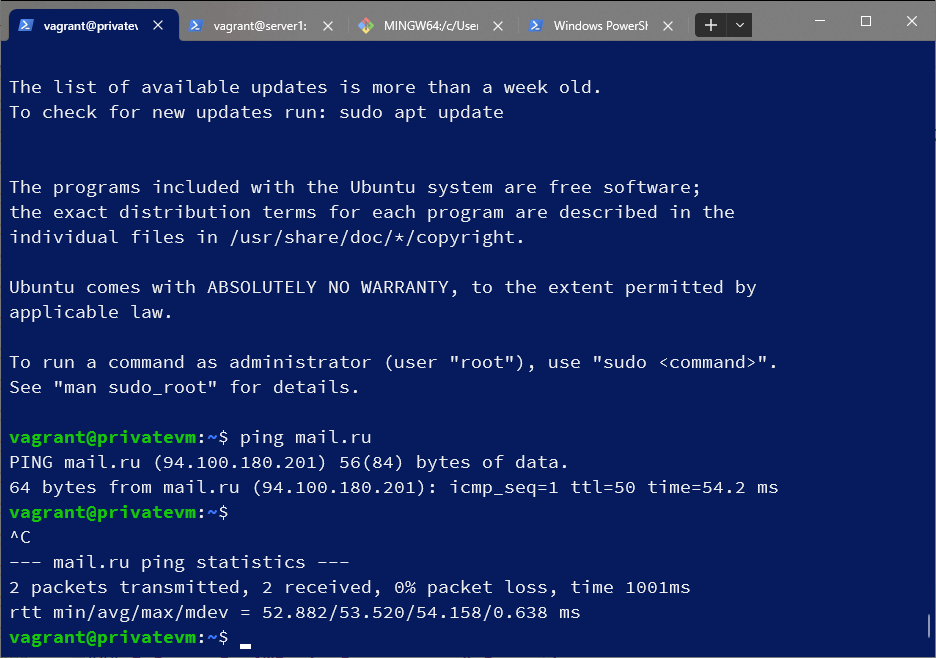 vagrant@privatev
vagrant@server1:
MINGW64:/c/User
Windows PowerSh
The list of available updates is more than a week old.
To check for new updates run: sudo apt update
The programs included with the Ubuntu system are free software;
the exact distribution terms for each program are described in the
individual files in /usr/share/doc/*/copyright.
Ubuntu comes with ABSOLUTELY NO WARRANTY, to the extent permitted by
applicable law.
To run a command as administrator (user "root"), use "sudo <command>".
See "man sudo_root" for details.
vagrant@privatevm:~$ ping mail.ru
PING mail.ru (94.100.180.201) 56(84) bytes of data.
64 bytes from mail.ru (94.100.180.201): icmp_seq=1 ttl=50 time=54.2 ms
vagrant@privatevm:~$
^C
--- mail.ru ping statistics ---
2 packets transmitted, 2 received, 0% packet loss, time 1001ms
rtt min/avg/max/mdev = 52.882/53.520/54.158/0.638 ms
vagrant@privatevm:~$